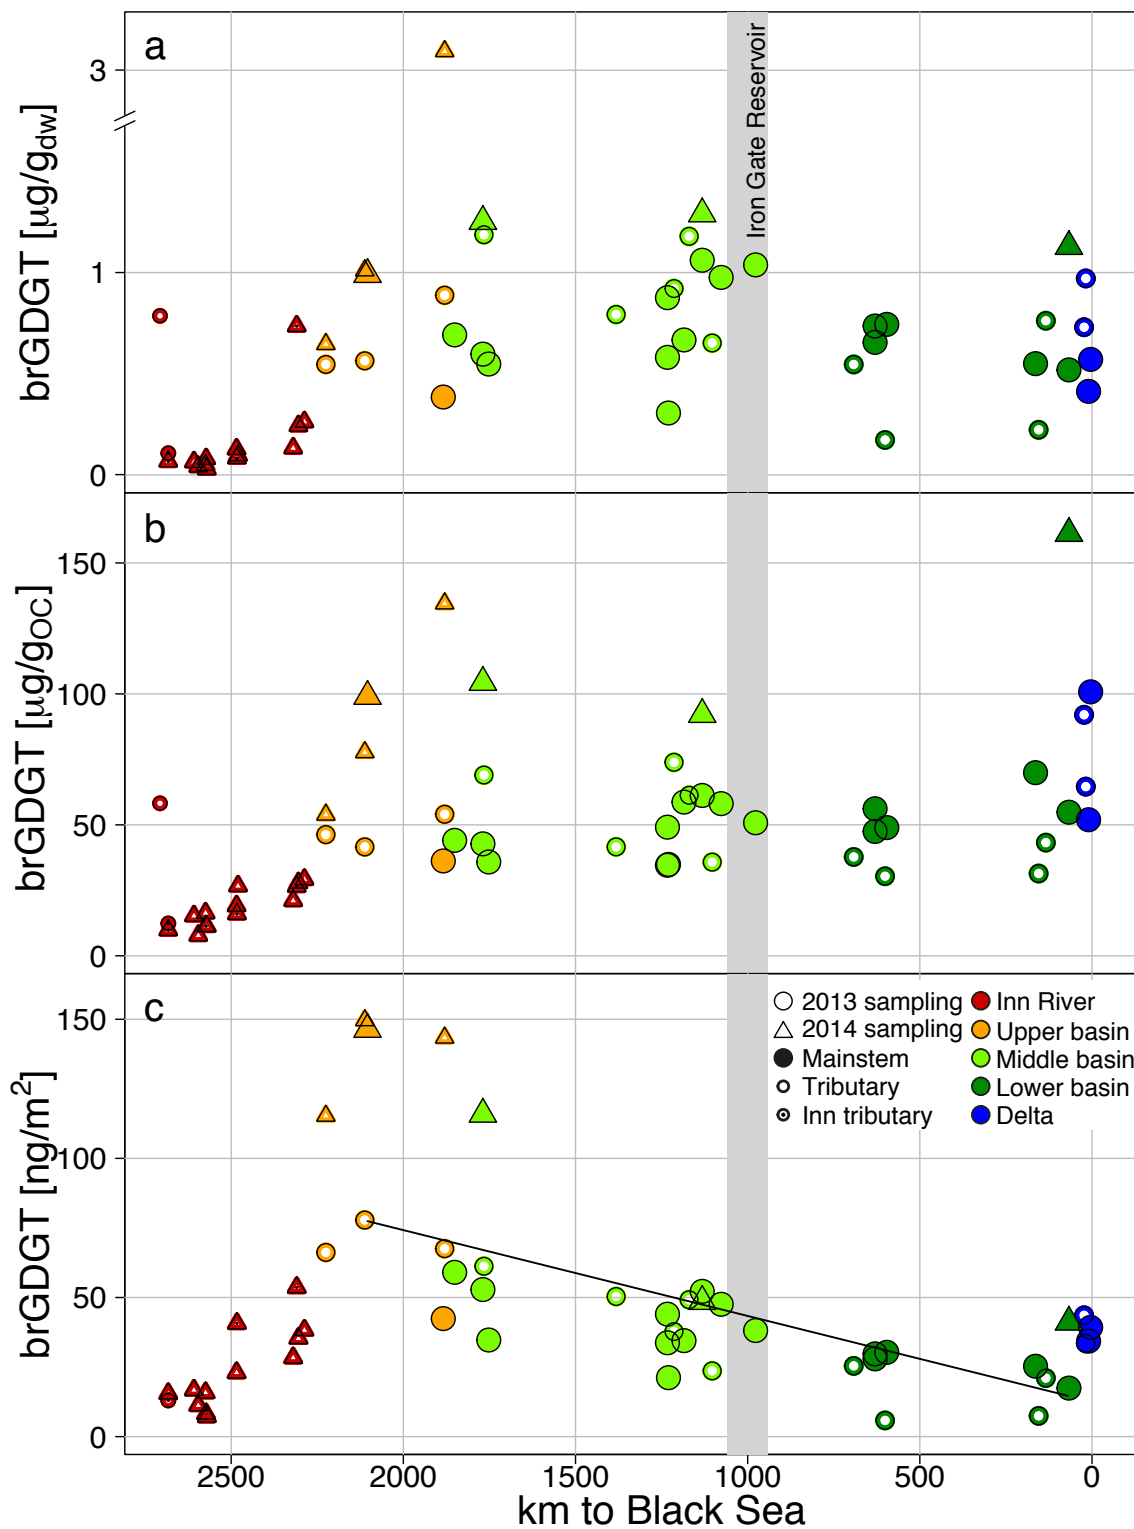 a
brGDGT [µg/gdw]
3
1
0
Iron Gate Reservoir
b
brGDGT [µg/gOC]
150
100
50
0
c
brGDGT [ng/m2]
150
100
50
0
2013 sampling
2014 sampling
Mainstem
Tributary
Inn tributary
Inn River
Upper basin
Middle basin
Lower basin
Delta
2500 2000 1500 1000 500 0
km to Black Sea